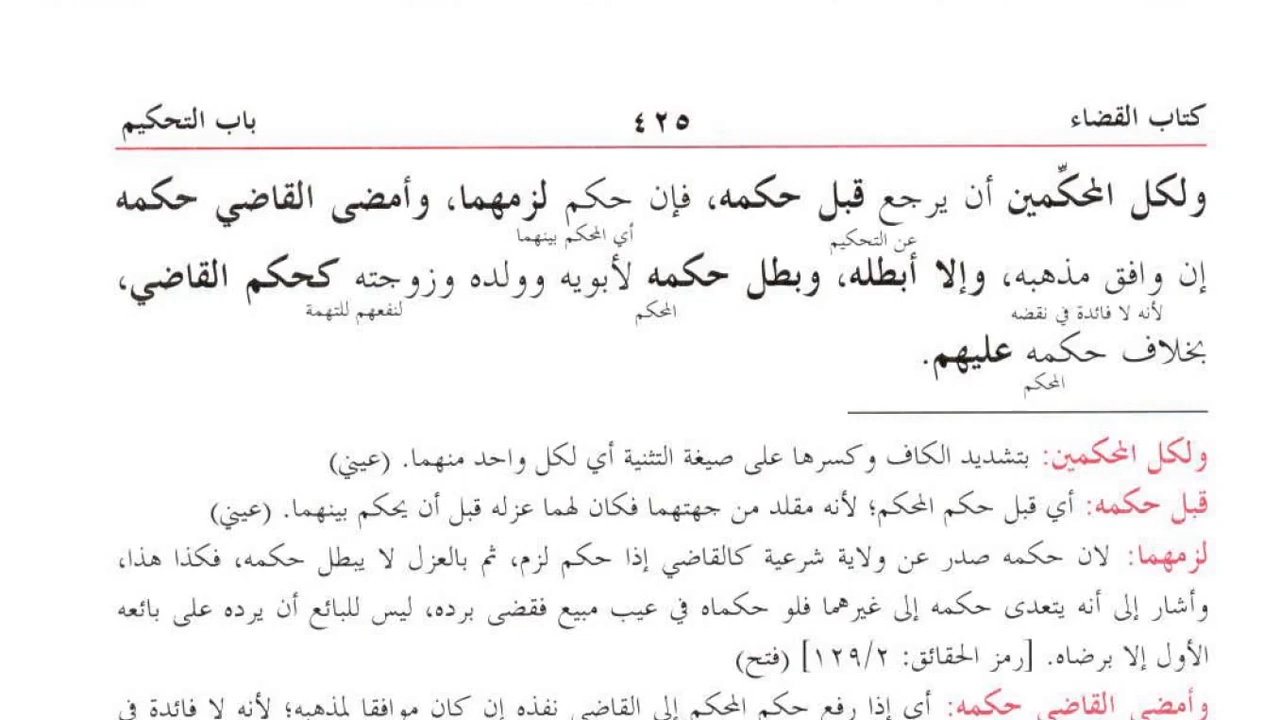 كتاب القضاء ٤٢٥ باب التحكيم
ولكل المحكِّمين أن يرجع قبل حكمه، فإن حكم لزمهما، وأمضى القاضي حكمه
عن التحكيم أي المحكم بينهما
إن وافق مذهبه، وإلا أبطله، وبطل حكمه لأبويه وولده وزوجته كحكم القاضي،
لأنه لا فائدة في نقضه المحكم لنفعهم للتهمة
بخلاف حكمه عليهم.
المحكم
ولكل المحكمين: بتشديد الكاف وكسرها على صيغة التثنية أي لكل واحد منهما. (عيني)
قبل حكمه: أي قبل حكم المحكم؛ لأنه مقلد من جهتهما فكان لهما عزله قبل أن يحكم بينهما. (عيني)
لزمهما: لان حكمه صدر عن ولاية شرعية كالقاضي إذا حكم لزم، ثم بالعزل لا يبطل حكمه، فكذا هذا،
وأشار إلى أنه يتعدى حكمه إلى غيرهما فلو حكماه في عيب مبيع فقضى برده، ليس للبائع أن يرده على بائعه
الأول إلا برضاه. [رمز الحقائق: ١٢٩/٢] (فتح)
وأمضى القاضي حكمه: أي إذا رفع حكم المحكم إلى القاضي نفذه إن كان موافقا لمذهبه؛ لأنه لا فائدة في